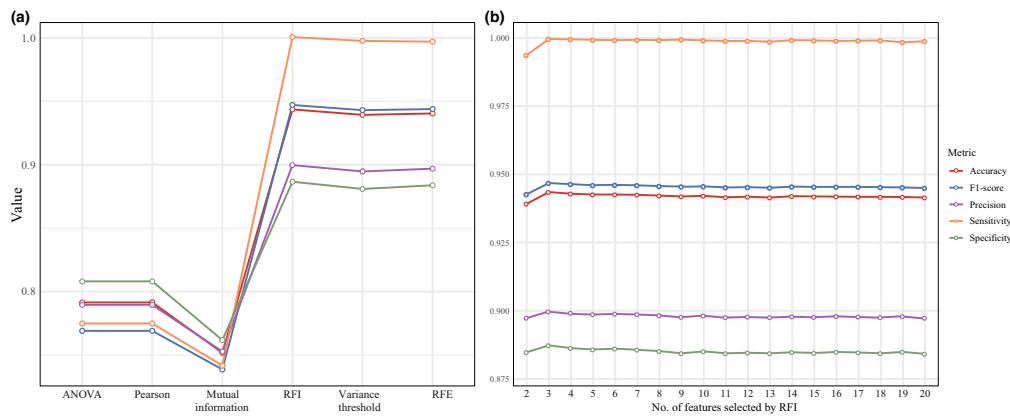 (a)
Value
1.0
0.9
0.8
ANOVA
Pearson
Mutual
information
RFI
Variance
threshold
RFE
(b)
1.000
0.975
0.950
0.925
0.900
0.875
2 3 4 5 6 7 8 9 10 11 12 13 14 15 16 17 18 19 20
No. of features selected by RFI
Metric
Accuracy
F1-score
Precision
Sensitivity
Specificity